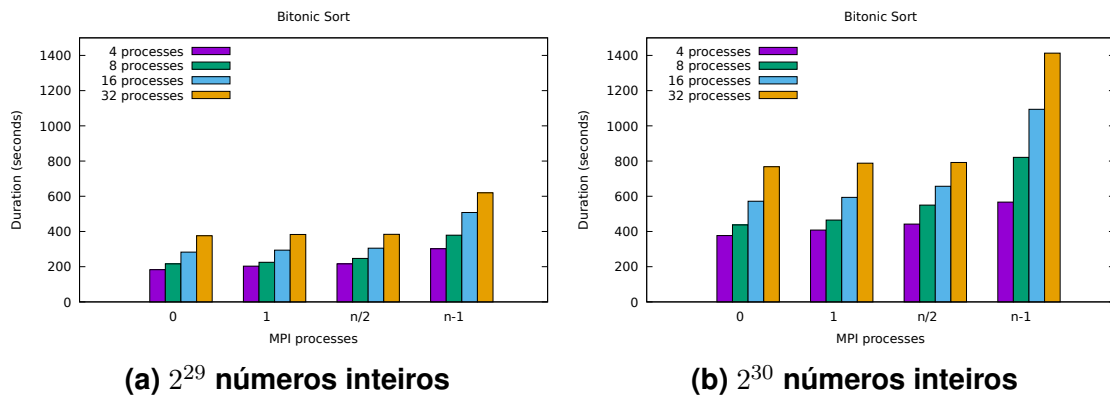 Bitonic Sort
4 processes
8 processes
16 processes
32 processes
1400
1200
1000
800
600
400
200
0
Duration (seconds)
0 1 n/2 n-1
MPI processes
(a) 2^29 números inteiros
Bitonic Sort
4 processes
8 processes
16 processes
32 processes
1400
1200
1000
800
600
400
200
0
Duration (seconds)
0 1 n/2 n-1
MPI processes
(b) 2^30 números inteiros